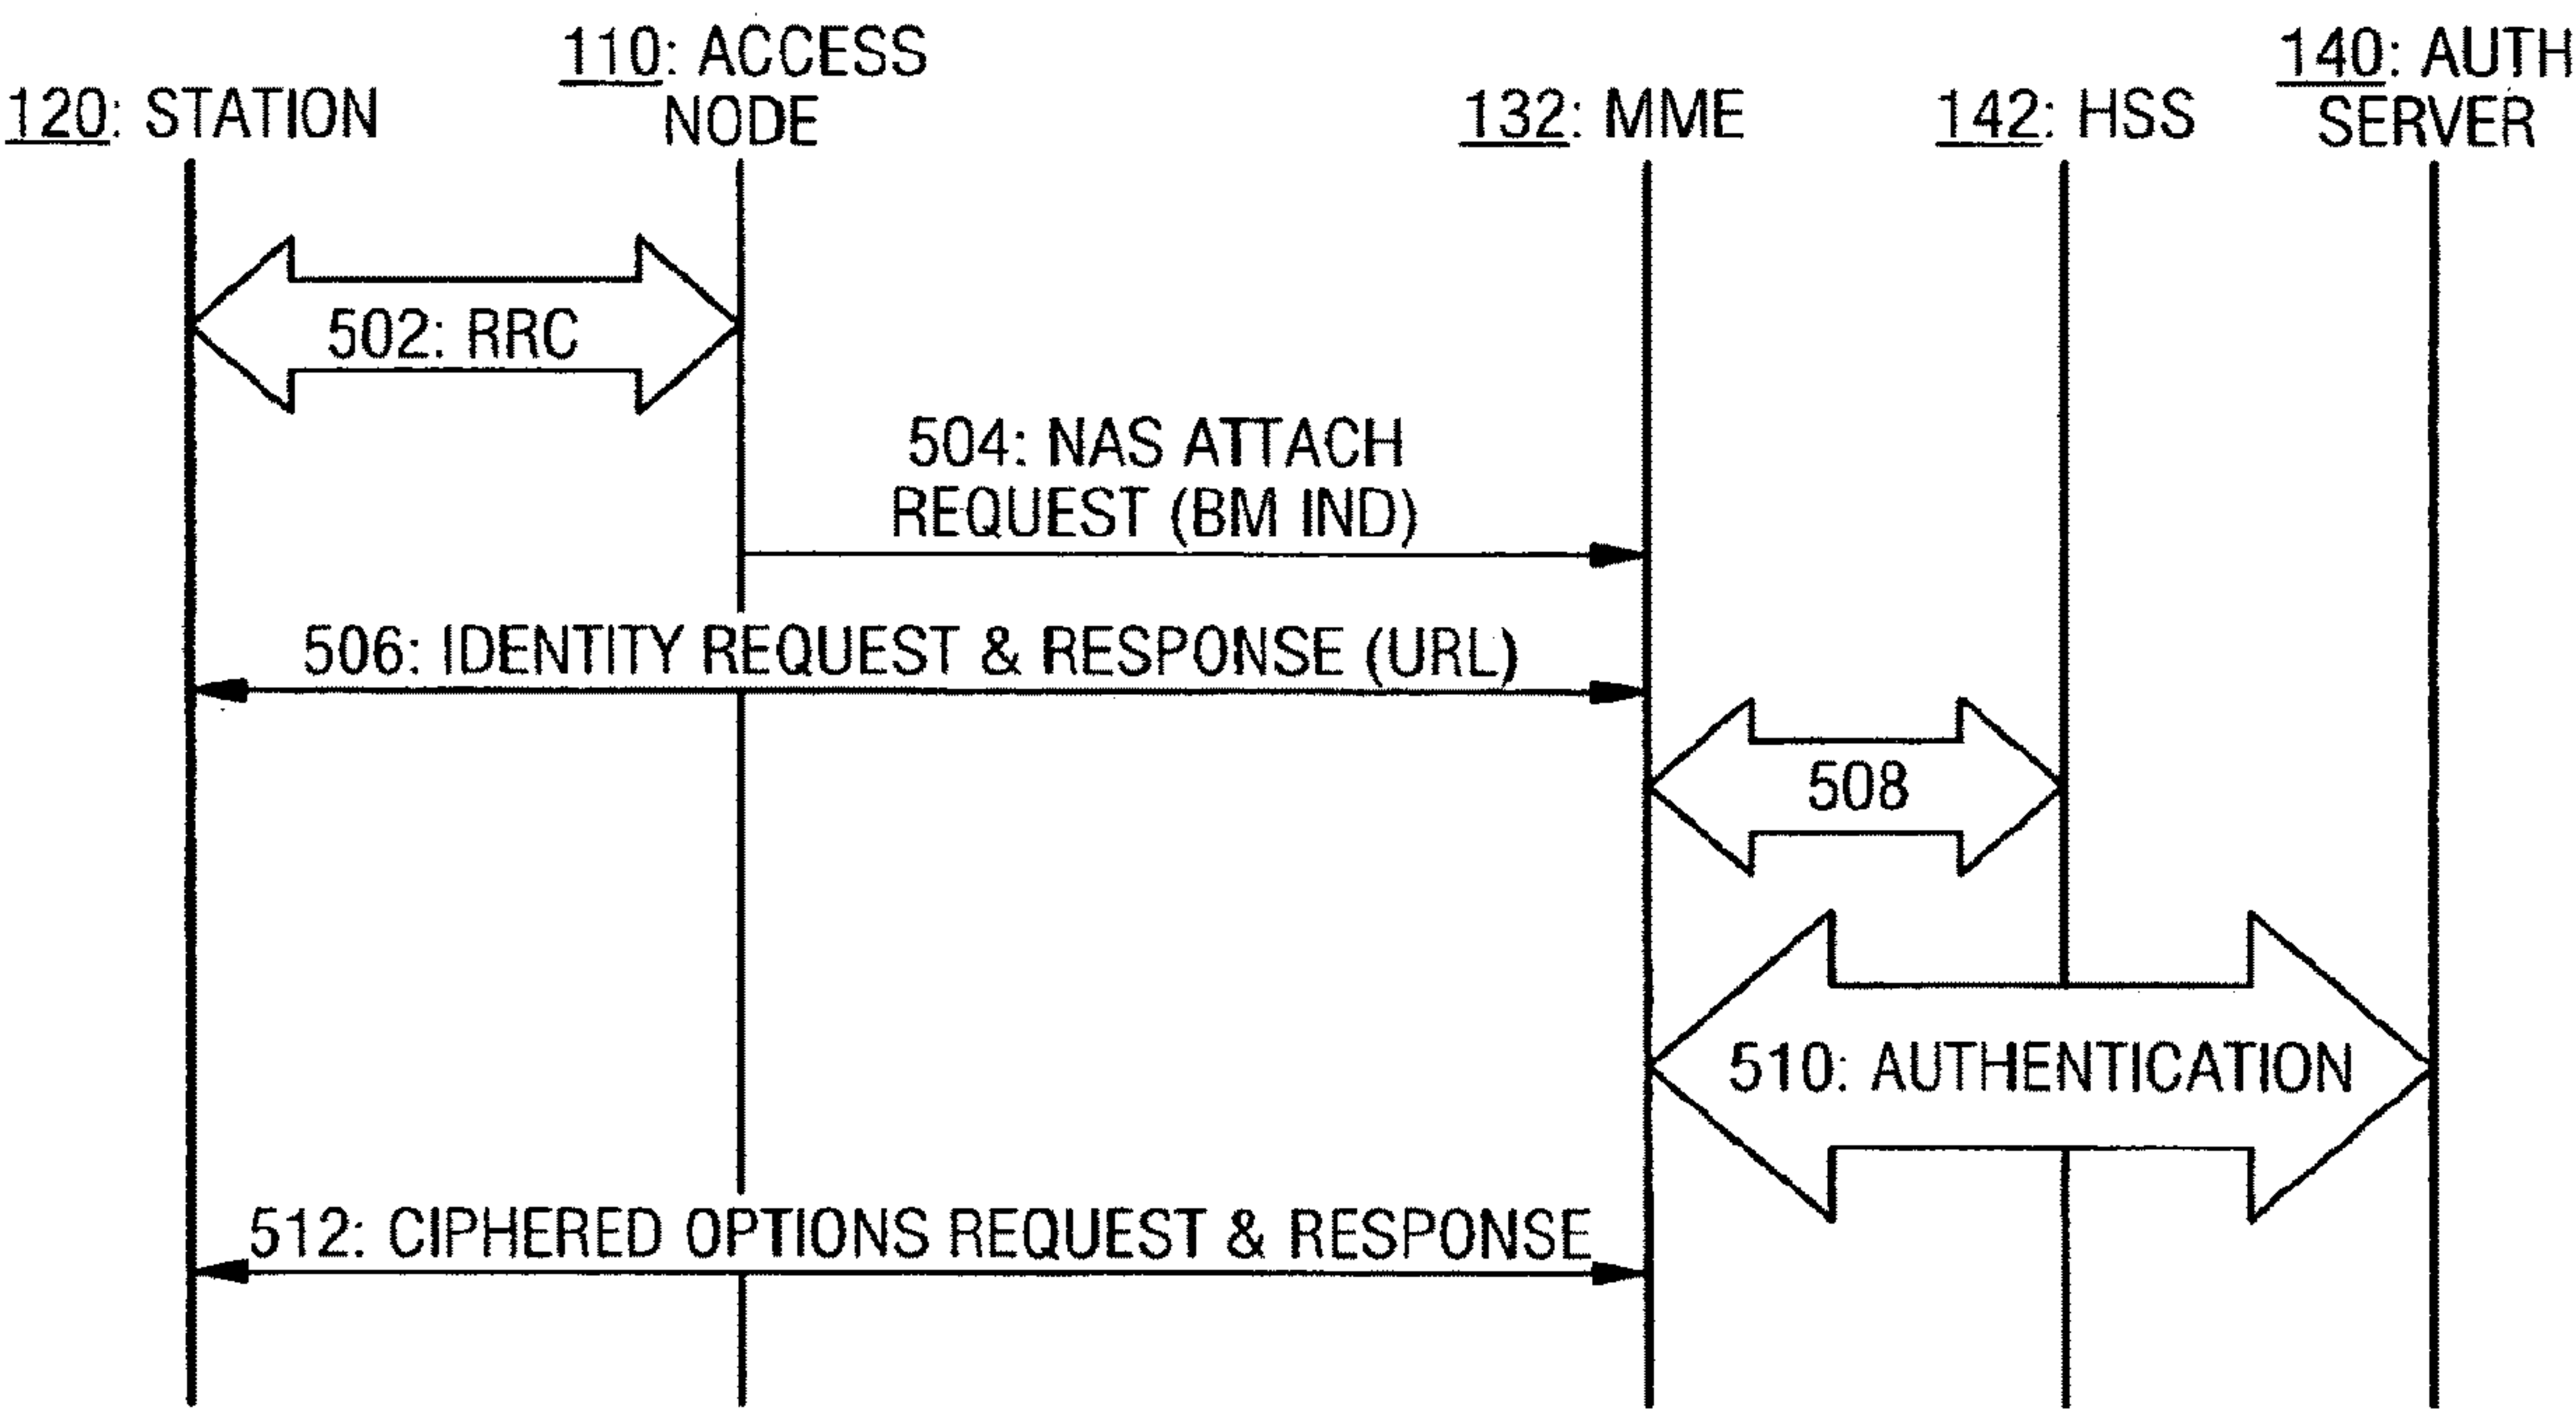 120: STATION
110: ACCESS
NODE
132: MME
142: HSS
140: AUTH
SERVER
502: RRC
504: NAS ATTACH
REQUEST (BM IND)
506: IDENTITY REQUEST & RESPONSE (URL)
508
510: AUTHENTICATION
512: CIPHERED OPTIONS REQUEST & RESPONSE